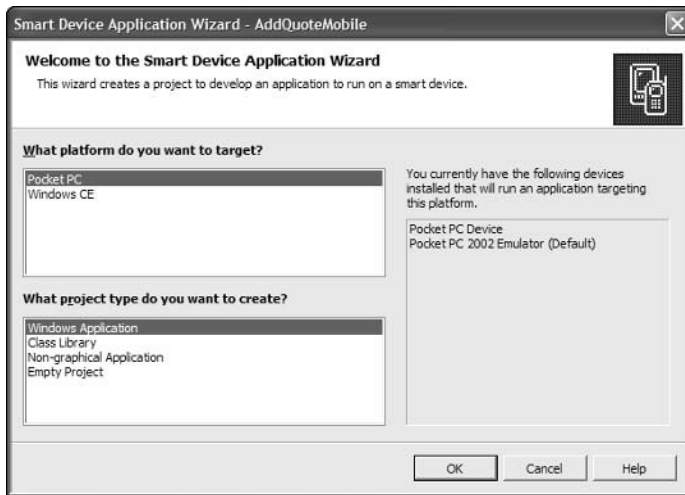 Smart Device Application Wizard - AddQuoteMobile
Welcome to the Smart Device Application Wizard
This wizard creates a project to develop an application to run on a smart device.
What platform do you want to target?
Pocket PC
Windows CE
You currently have the following devices
installed that will run an application targeting
this platform.
Pocket PC Device
Pocket PC 2002 Emulator (Default)
What project type do you want to create?
Windows Application
Class Library
Non-graphical Application
Empty Project
OK
Cancel
Help